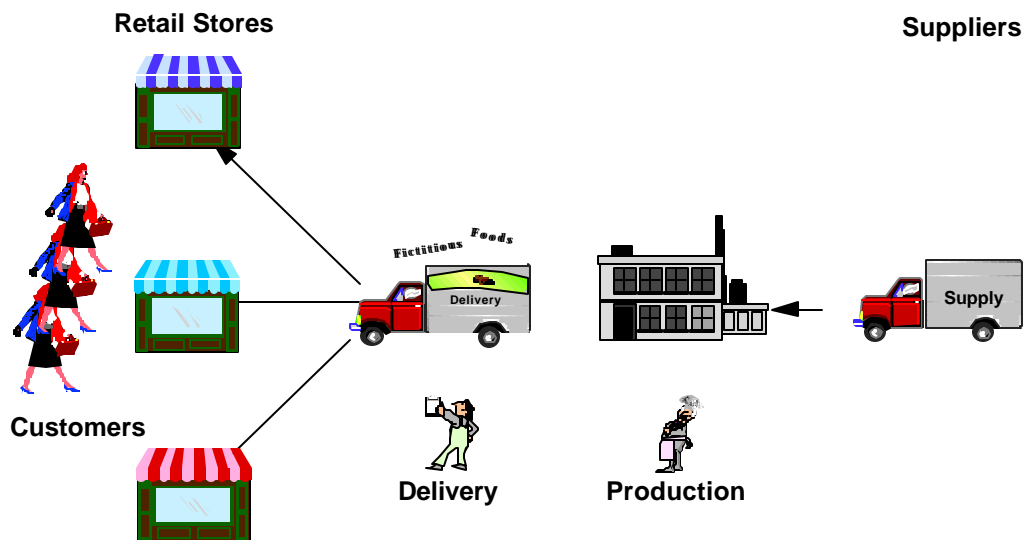 Retail Stores
Suppliers
Fictitious Foods
Delivery
Supply
Customers
Delivery
Production